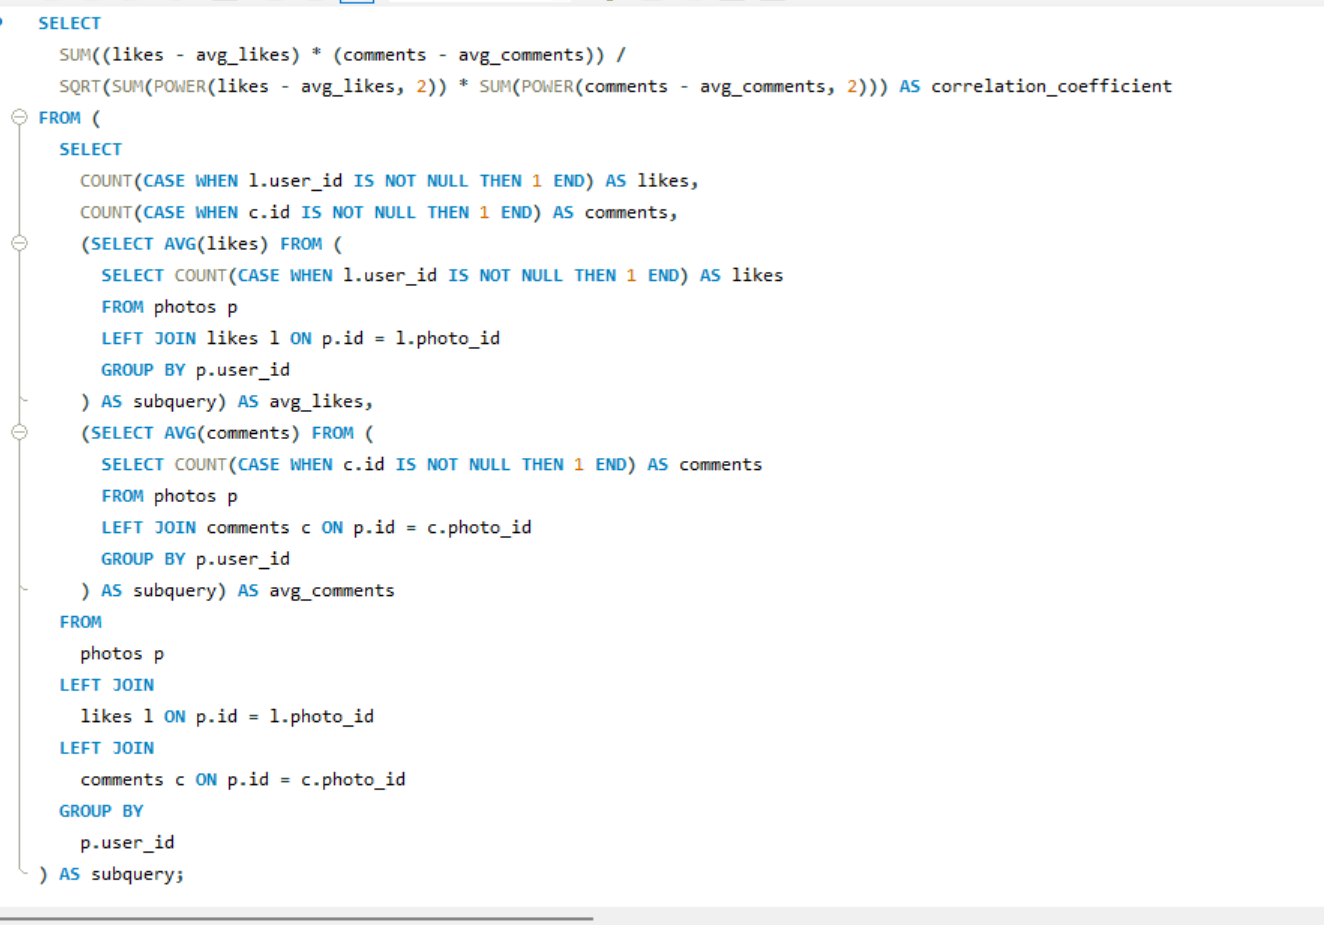 SELECT
SUM((likes - avg_likes) * (comments - avg_comments)) /
SQRT(SUM(POWER(likes - avg_likes, 2)) * SUM(POWER(comments - avg_comments, 2))) AS correlation_coefficient
FROM (
SELECT
COUNT(CASE WHEN l.user_id IS NOT NULL THEN 1 END) AS likes,
COUNT(CASE WHEN c.id IS NOT NULL THEN 1 END) AS comments,
(SELECT AVG(likes) FROM (
SELECT COUNT(CASE WHEN l.user_id IS NOT NULL THEN 1 END) AS likes
FROM photos p
LEFT JOIN likes l ON p.id = l.photo_id
GROUP BY p.user_id
) AS subquery) AS avg_likes,
(SELECT AVG(comments) FROM (
SELECT COUNT(CASE WHEN c.id IS NOT NULL THEN 1 END) AS comments
FROM photos p
LEFT JOIN comments c ON p.id = c.photo_id
GROUP BY p.user_id
) AS subquery) AS avg_comments
FROM
photos p
LEFT JOIN
likes l ON p.id = l.photo_id
LEFT JOIN
comments c ON p.id = c.photo_id
GROUP BY
p.user_id
) AS subquery;